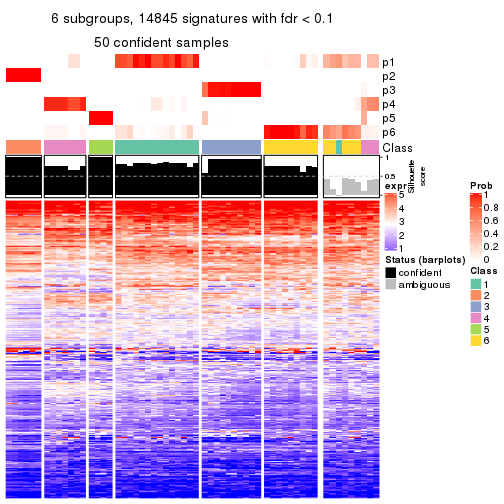 6 subgroups, 14845 signatures with fdr < 0.1
50 confident samples
p1
p2
p3
p4
p5
p6
Class
1
0.5
0
Silhouette
score
expr
5
4
3
2
1
Status (barplots)
confident
ambiguous
Prob
1
0.8
0.6
0.4
0.2
0
Class
1
2
3
4
5
6